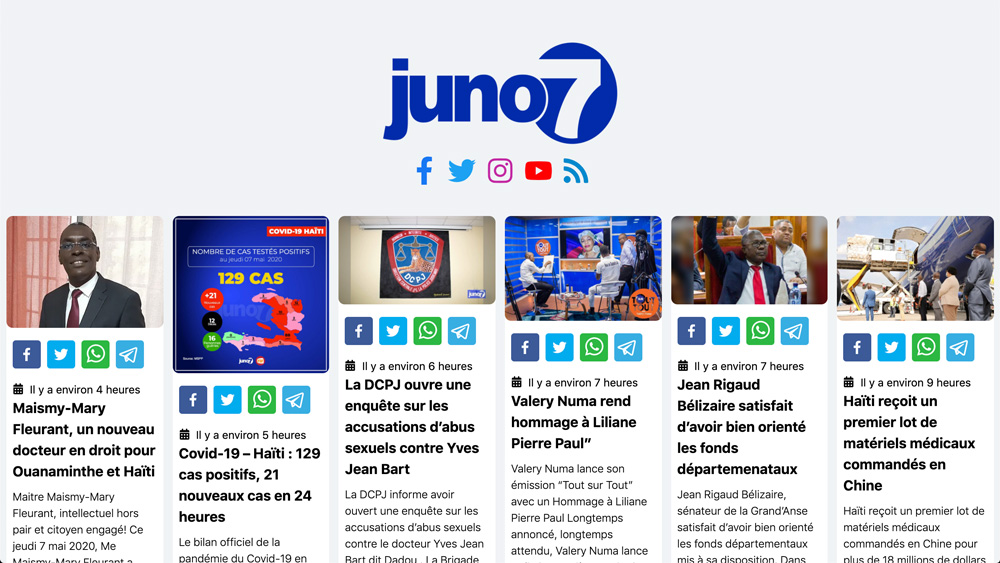 juno7
Il y a environ 4 heures
Maismy-Mary
Fleurant, un nouveau
docteur en droit pour
Ouanaminthe et Haïti
Maitre Maismy-Mary
Fleurant, intellectuel hors
pair et citoyen engagé! Ce
jeudi 7 mai 2020, Me
Maismy-Mary Fleurant a
COVID-19 HAÏTI
NOMBRE DE CAS TESTÉS POSITIFS
au Jeudi 07 mai 2020
129 CAS
+21
12
16
juno7
Il y a environ 5 heures
Covid-19 – Haïti : 129
cas positifs, 21
nouveaux cas en 24
heures
Le bilan officiel de la
pandémie du Covid-19 en
DCPJ
juno7
Il y a environ 6 heures
La DCPJ ouvre une
enquête sur les
accusations d’abus
sexuels contre Yves
Jean Bart
La DCPJ informe avoir
ouvert une enquête sur les
accusations d’abus sexuels
contre le docteur Yves Jean
Bart dit Dadou . La Brigade
Il y a environ 7 heures
Valery Numa rend
hommage à Liliane
Pierre Paul”
Valery Numa lance son
émission “Tout sur Tout”
avec un Hommage à Liliane
Pierre Paul Longtemps
annoncé, longtemps
attendu, Valery Numa lance
Il y a environ 7 heures
Jean Rigaud
Bélizaire satisfait
d’avoir bien orienté
les fonds
départemenataux
Jean Rigaud Bélizaire,
sénateur de la Grand’Anse
satisfait d’avoir bien orienté
les fonds départementaux
mis à sa disposition. Dans
Il y a environ 9 heures
Haïti reçoit un
premier lot de
matériels médicaux
commandés en
Chine
Haïti reçoit un premier lot de
matériels médicaux
commandés en Chine pour
plus de 18 millions de dollars